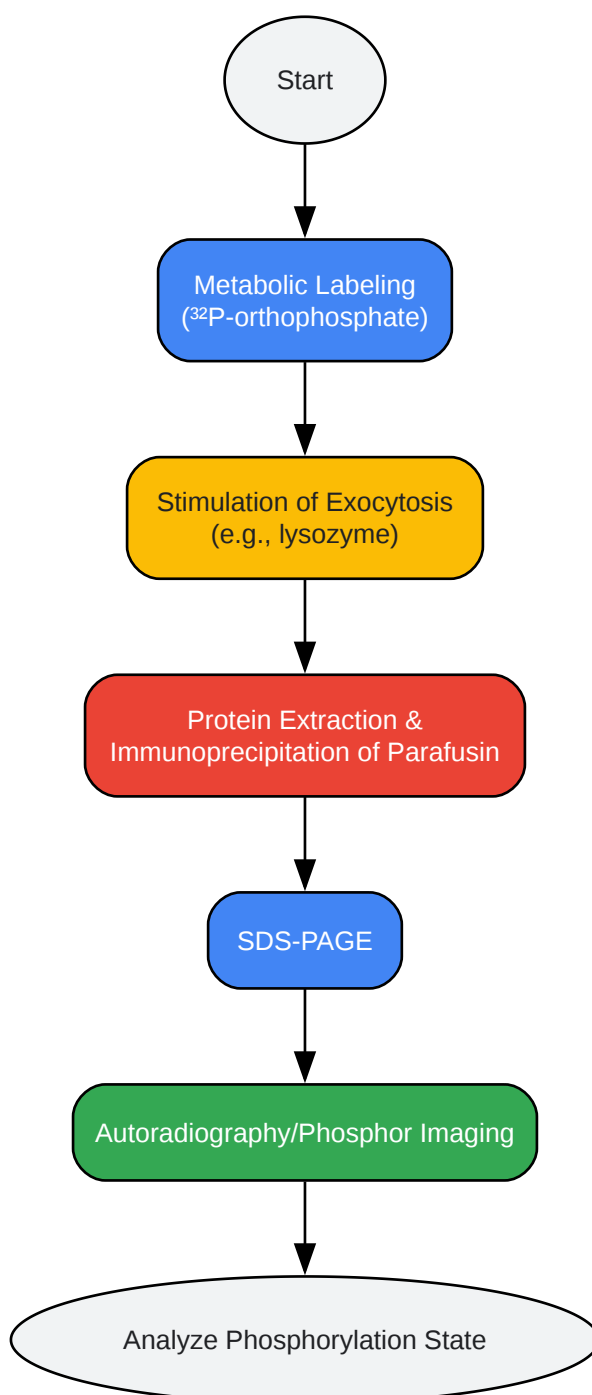 Start
Metabolic Labeling
(³²P-orthophosphate)
Stimulation of Exocytosis
(e.g., lysozyme)
Protein Extraction &
Immunoprecipitation of Parafusin
SDS-PAGE
Autoradiography/Phosphor Imaging
Analyze Phosphorylation State